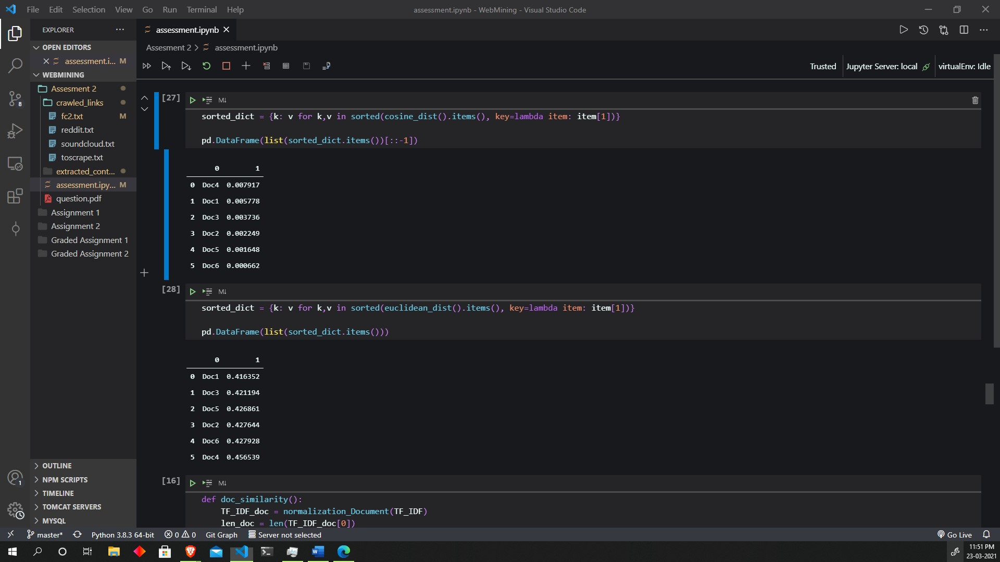 File Edit Selection View Go Run Terminal Help
assessment.ipynb - WebMining - Visual Studio Code
EXPLORER
assessment.ipynb
OPEN EDITORS
Assesment 2 > assessment.ipynb
assessment.i... M
Trusted
Jupyter Server: local
virtualEnv: Idle
WEBMINING
Assesment 2
crawled_links
fc2.txt M
reddit.txt
soundcloud.txt
toscrape.txt
extracted_cont...
assessment.ipy... M
question.pdf
Assignment 1
Assignment 2
Graded Assignment 1
Graded Assignment 2
8
[27]
M↓
sorted_dict = {k: v for k,v in sorted(cosine_dist().items(), key=lambda item: item[1])}
pd.DataFrame(list(sorted_dict.items())[::-1])
0 1
0 Doc4 0.007917
1 Doc1 0.005778
2 Doc3 0.003736
3 Doc2 0.002249
4 Doc5 0.001648
5 Doc6 0.000662
[28]
M↓
sorted_dict = {k: v for k,v in sorted(euclidean_dist().items(), key=lambda item: item[1])}
pd.DataFrame(list(sorted_dict.items()))
0 1
0 Doc1 0.416352
1 Doc3 0.421194
2 Doc5 0.426861
3 Doc2 0.427644
4 Doc6 0.427928
5 Doc4 0.456539
[16]
M↓
def doc_similarity():
TF_IDF_doc = normalization_Document(TF_IDF)
len_doc = len(TF_IDF_doc[0])
OUTLINE
NPM SCRIPTS
TIMELINE
TOMCAT SERVERS
MYSQL
1
master* Python 3.8.3 64-bit 0 0 Git Graph Server not selected
Go Live
11:51 PM
23-03-2021